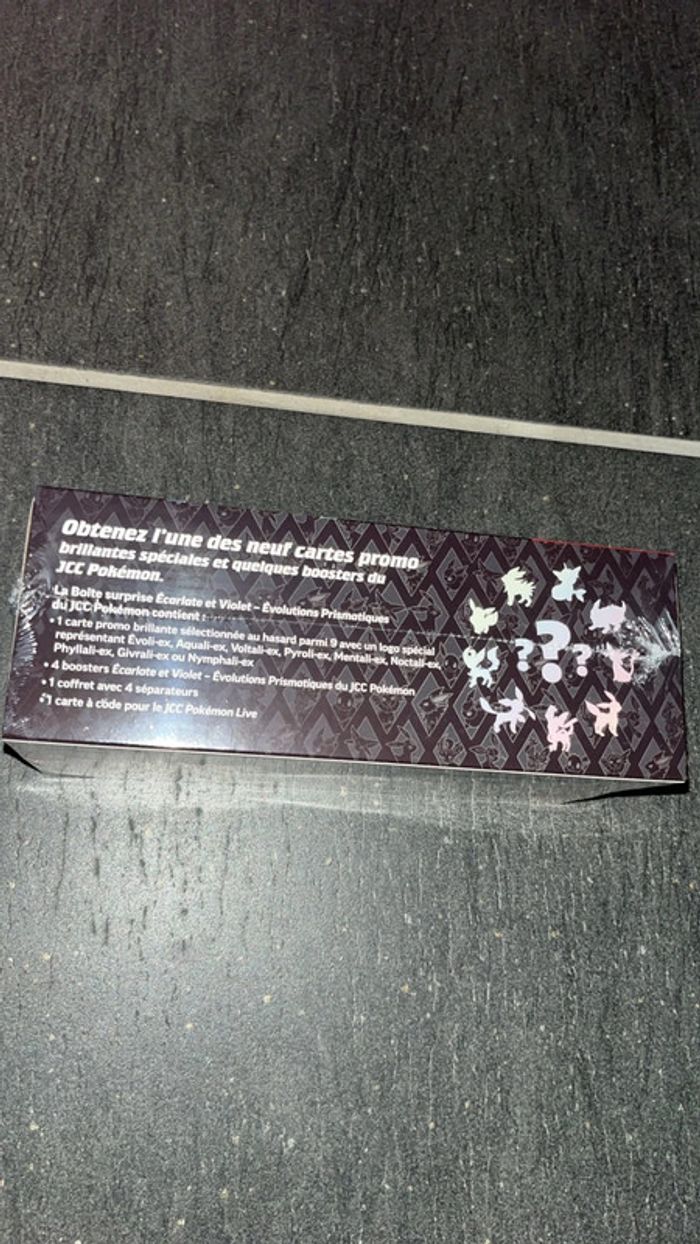 Obtenez l'une des neuf cartes promo
brillantes spéciales et quelques boosters du
JCC Pokémon.
La Boîte surprise Écarlate et Violet – Évolutions Prismatiques
du JCC Pokémon contient :
• 1 carte promo brillante sélectionnée au hasard parmi 9 avec un logo spécial
représentant Évoli-ex, Aquali-ex, Voltali-ex, Pyroli-ex, Mentali-ex, Noctali-ex,
Phyllali-ex, Givrali-ex ou Nymphali-ex
• 4 boosters Écarlate et Violet – Évolutions Prismatiques du JCC Pokémon
• 1 coffret avec 4 séparateurs
• 1 carte à code pour le JCC Pokémon Live
? ? ?